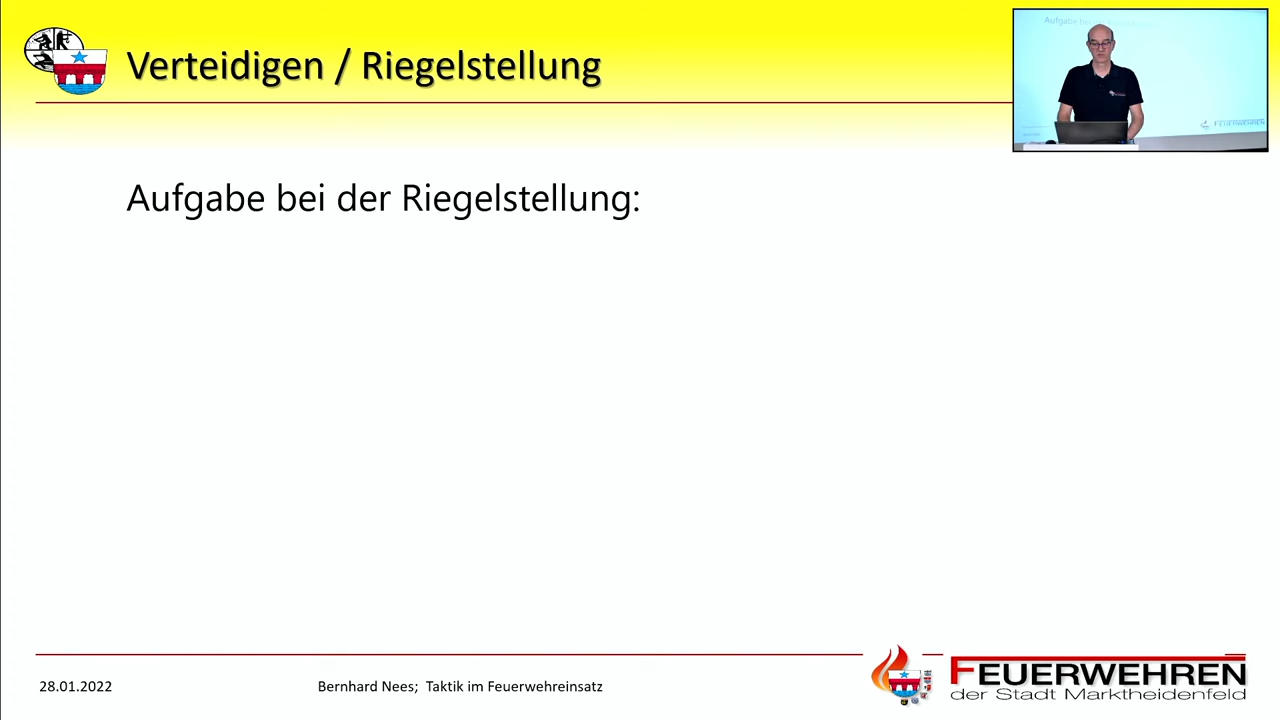 Verteidigen / Riegelstellung
Aufgabe bei der Riegelstellung:
28.01.2022
Bernhard Nees; Taktik im Feuerwehreinsatz
FEUERWEHREN
der Stadt Marktheidenfeld